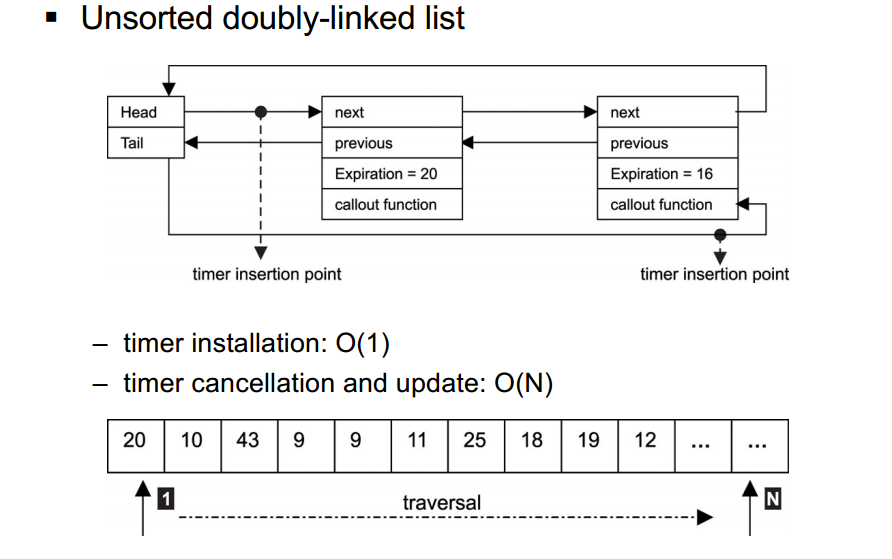 ▪ Unsorted doubly-linked list
Head
next
next
Tail
previous
previous
Expiration = 20
Expiration = 16
callout function
callout function
timer insertion point
timer insertion point
– timer installation: O(1)
– timer cancellation and update: O(N)
20 10 43 9 9 11 25 18 19 12 ... ...
1 traversal N